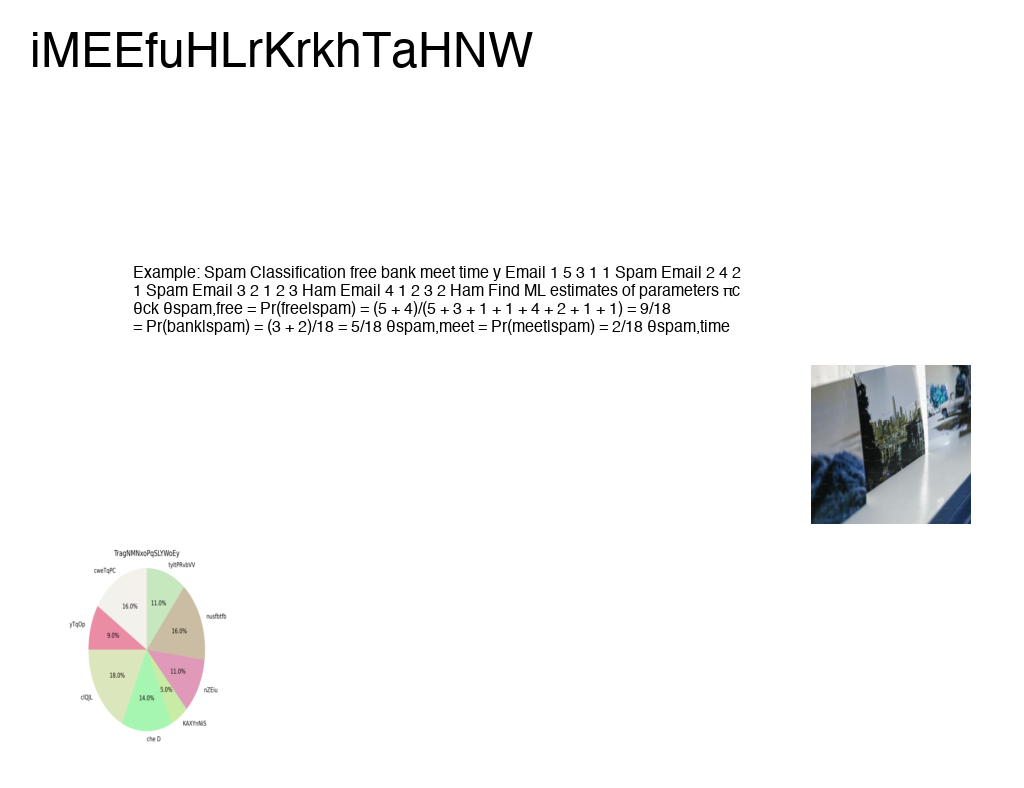 iMEEfuHLrKrkhTaHNW
Example: Spam Classification free bank meet time y Email 1 5 3 1 1 Spam Email 2 4 2
1 Spam Email 3 2 1 2 3 Ham Email 4 1 2 3 2 Ham Find ML estimates of parameters πc
θck θspam,free = Pr(free|spam) = (5 + 4)/(5 + 3 + 1 + 1 + 4 + 2 + 1 + 1) = 9/18
= Pr(bank|spam) = (3 + 2)/18 = 5/18 θspam,meet = Pr(meet|spam) = 2/18 θspam,time
TragNMNxoPqSLYWoEy
tyltPRvbVV
cweTqPC
16.0%
11.0%
nusfbtfb
yTqOp
16.0%
9.0%
11.0%
18.0%
5.0%
nZEiu
clQJL
14.0%
KAXYnNiS
che D